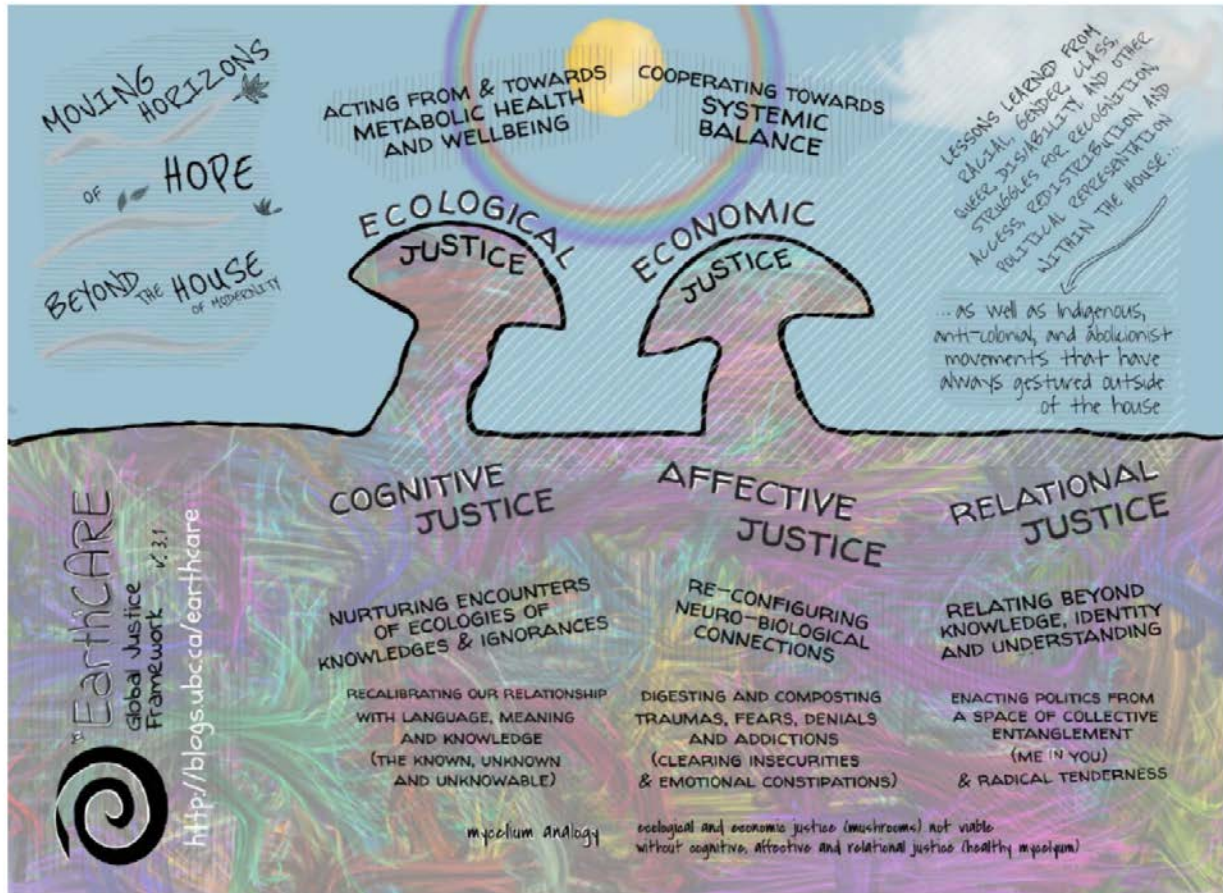 MOVING
HORIZONS
OF HOPE
BEYOND THE HOUSE
OF MODERNITY
ACTING FROM & TOWARDS
METABOLIC HEALTH
AND WELLBEING
COOPERATING TOWARDS
SYSTEMIC
BALANCE
LESSONS LEARNED FROM
RACIAL, GENDER, CLASS,
QUEER, DIS/ABILITY, AND OTHER
STRUGGLES FOR RECOGNITION,
ACCESS, REDISTRIBUTION AND
POLITICAL REPRESENTATION
WITHIN THE HOUSE...
...as well as Indigenous,
anti-colonial, and abolicionist
movements that have
always gestured outside
of the house
ECOLOGICAL
JUSTICE
ECONOMIC
JUSTICE
COGNITIVE
JUSTICE
NURTURING ENCOUNTERS
OF ECOLOGIES OF
KNOWLEDGES & IGNORANCES
RECALIBRATING OUR RELATIONSHIP
WITH LANGUAGE, MEANING
AND KNOWLEDGE
(THE KNOWN, UNKNOWN
AND UNKNOWABLE)
AFFECTIVE
JUSTICE
RE-CONFIGURING
NEURO-BIOLOGICAL
CONNECTIONS
DIGESTING AND COMPOSTING
TRAUMAS, FEARS, DENIALS
AND ADDICTIONS
(CLEARING INSECURITIES
& EMOTIONAL CONSTIPATIONS)
RELATIONAL
JUSTICE
RELATING BEYOND
KNOWLEDGE, IDENTITY
AND UNDERSTANDING
ENACTING POLITICS FROM
A SPACE OF COLLECTIVE
ENTANGLEMENT
(ME IN YOU)
& RADICAL TENDERNESS
EarthCARE
Global Justice
Framework v. 3.1
http://blogs.ubc.ca/earthcare
mycelium analogy
ecological and economic justice (mushrooms) not viable
without cognitive, affective and relational justice (healthy mycelyum)